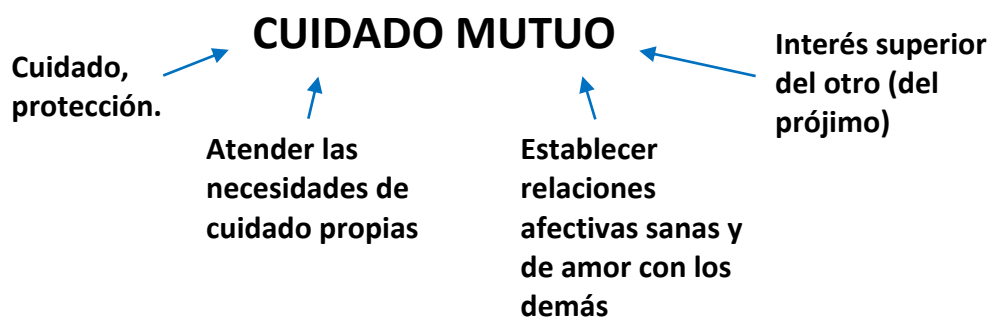 CUIDADO MUTUO
Cuidado,
protección.
Atender las
necesidades de
cuidado propias
Establecer
relaciones
afectivas sanas y
de amor con los
demás
Interés superior
del otro (del
prójimo)